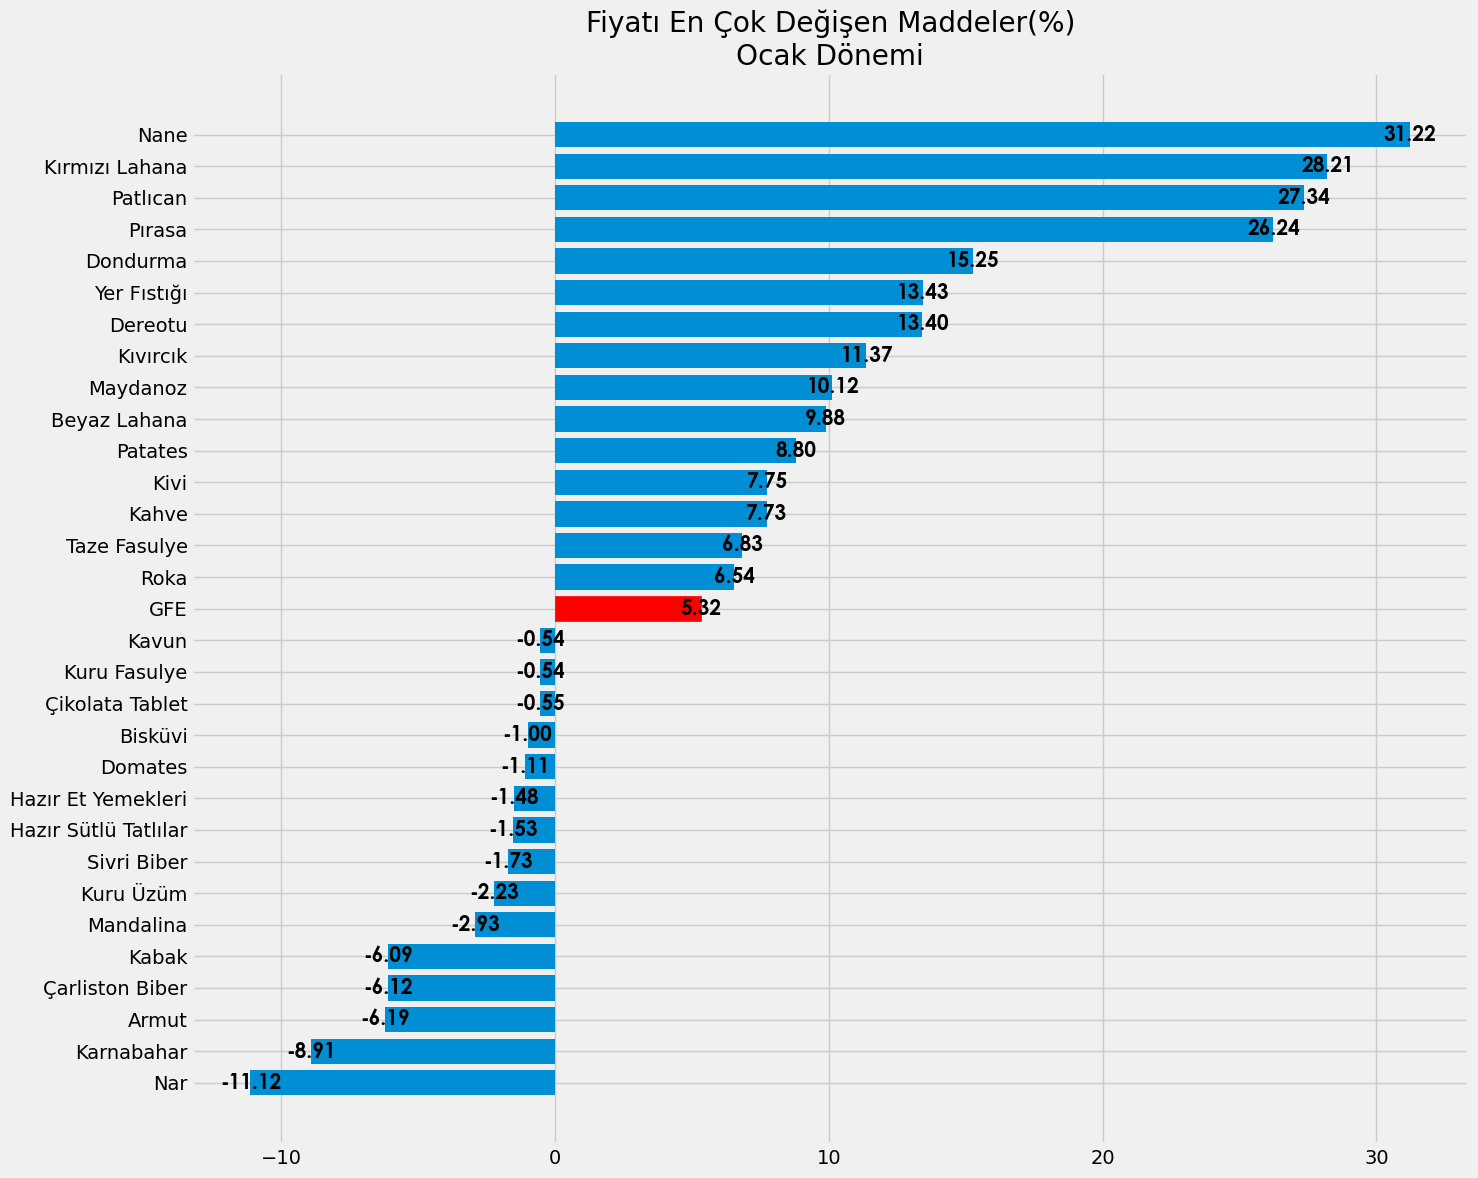 Fiyatı En Çok Değişen Maddeler(%)
Ocak Dönemi
Nane 31.22
Kırmızı Lahana 28.21
Patlıcan 27.34
Pırasa 26.24
Dondurma 15.25
Yer Fıstığı 13.43
Dereotu 13.40
Kıvırcık 11.37
Maydanoz 10.12
Beyaz Lahana 9.88
Patates 8.80
Kivi 7.75
Kahve 7.73
Taze Fasulye 6.83
Roka 6.54
GFE 5.32
Kavun -0.54
Kuru Fasulye -0.54
Çikolata Tablet -0.55
Bisküvi -1.00
Domates -1.11
Hazır Et Yemekleri -1.48
Hazır Sütlü Tatlılar -1.53
Sivri Biber -1.73
Kuru Üzüm -2.23
Mandalina -2.93
Kabak -6.09
Çarliston Biber -6.12
Armut -6.19
Karnabahar -8.91
Nar -11.12
−10 0 10 20 30